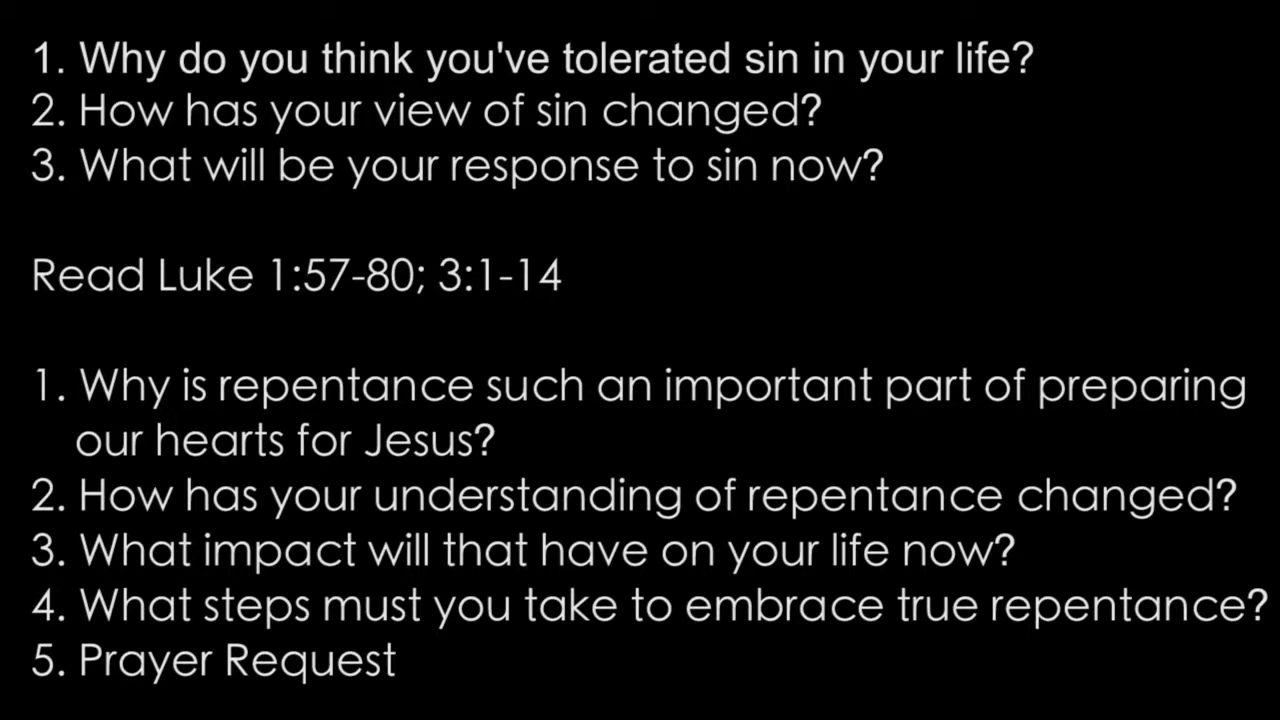 1. Why do you think you've tolerated sin in your life?
2. How has your view of sin changed?
3. What will be your response to sin now?
Read Luke 1:57-80; 3:1-14
1. Why is repentance such an important part of preparing
our hearts for Jesus?
2. How has your understanding of repentance changed?
3. What impact will that have on your life now?
4. What steps must you take to embrace true repentance?
5. Prayer Request